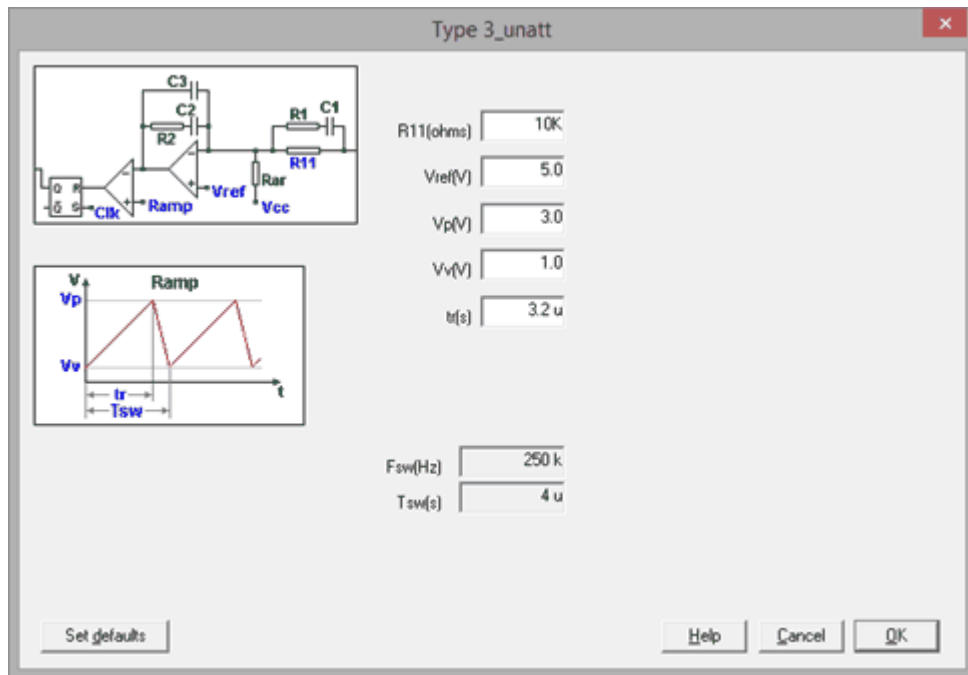 Type 3_unatt
C3
C2
R2
R1 C1
R11
Rar
Vref
Vcc
Q R
Q̄ S
Clk
Ramp
R11(ohms) 10K
Vref(V) 5.0
Vp(V) 3.0
Vv(V) 1.0
tr(s) 3.2 u
V Ramp
Vp
Vv
tr
Tsw
t
Fsw(Hz) 250 k
Tsw(s) 4 u
Set defaults Help Cancel OK